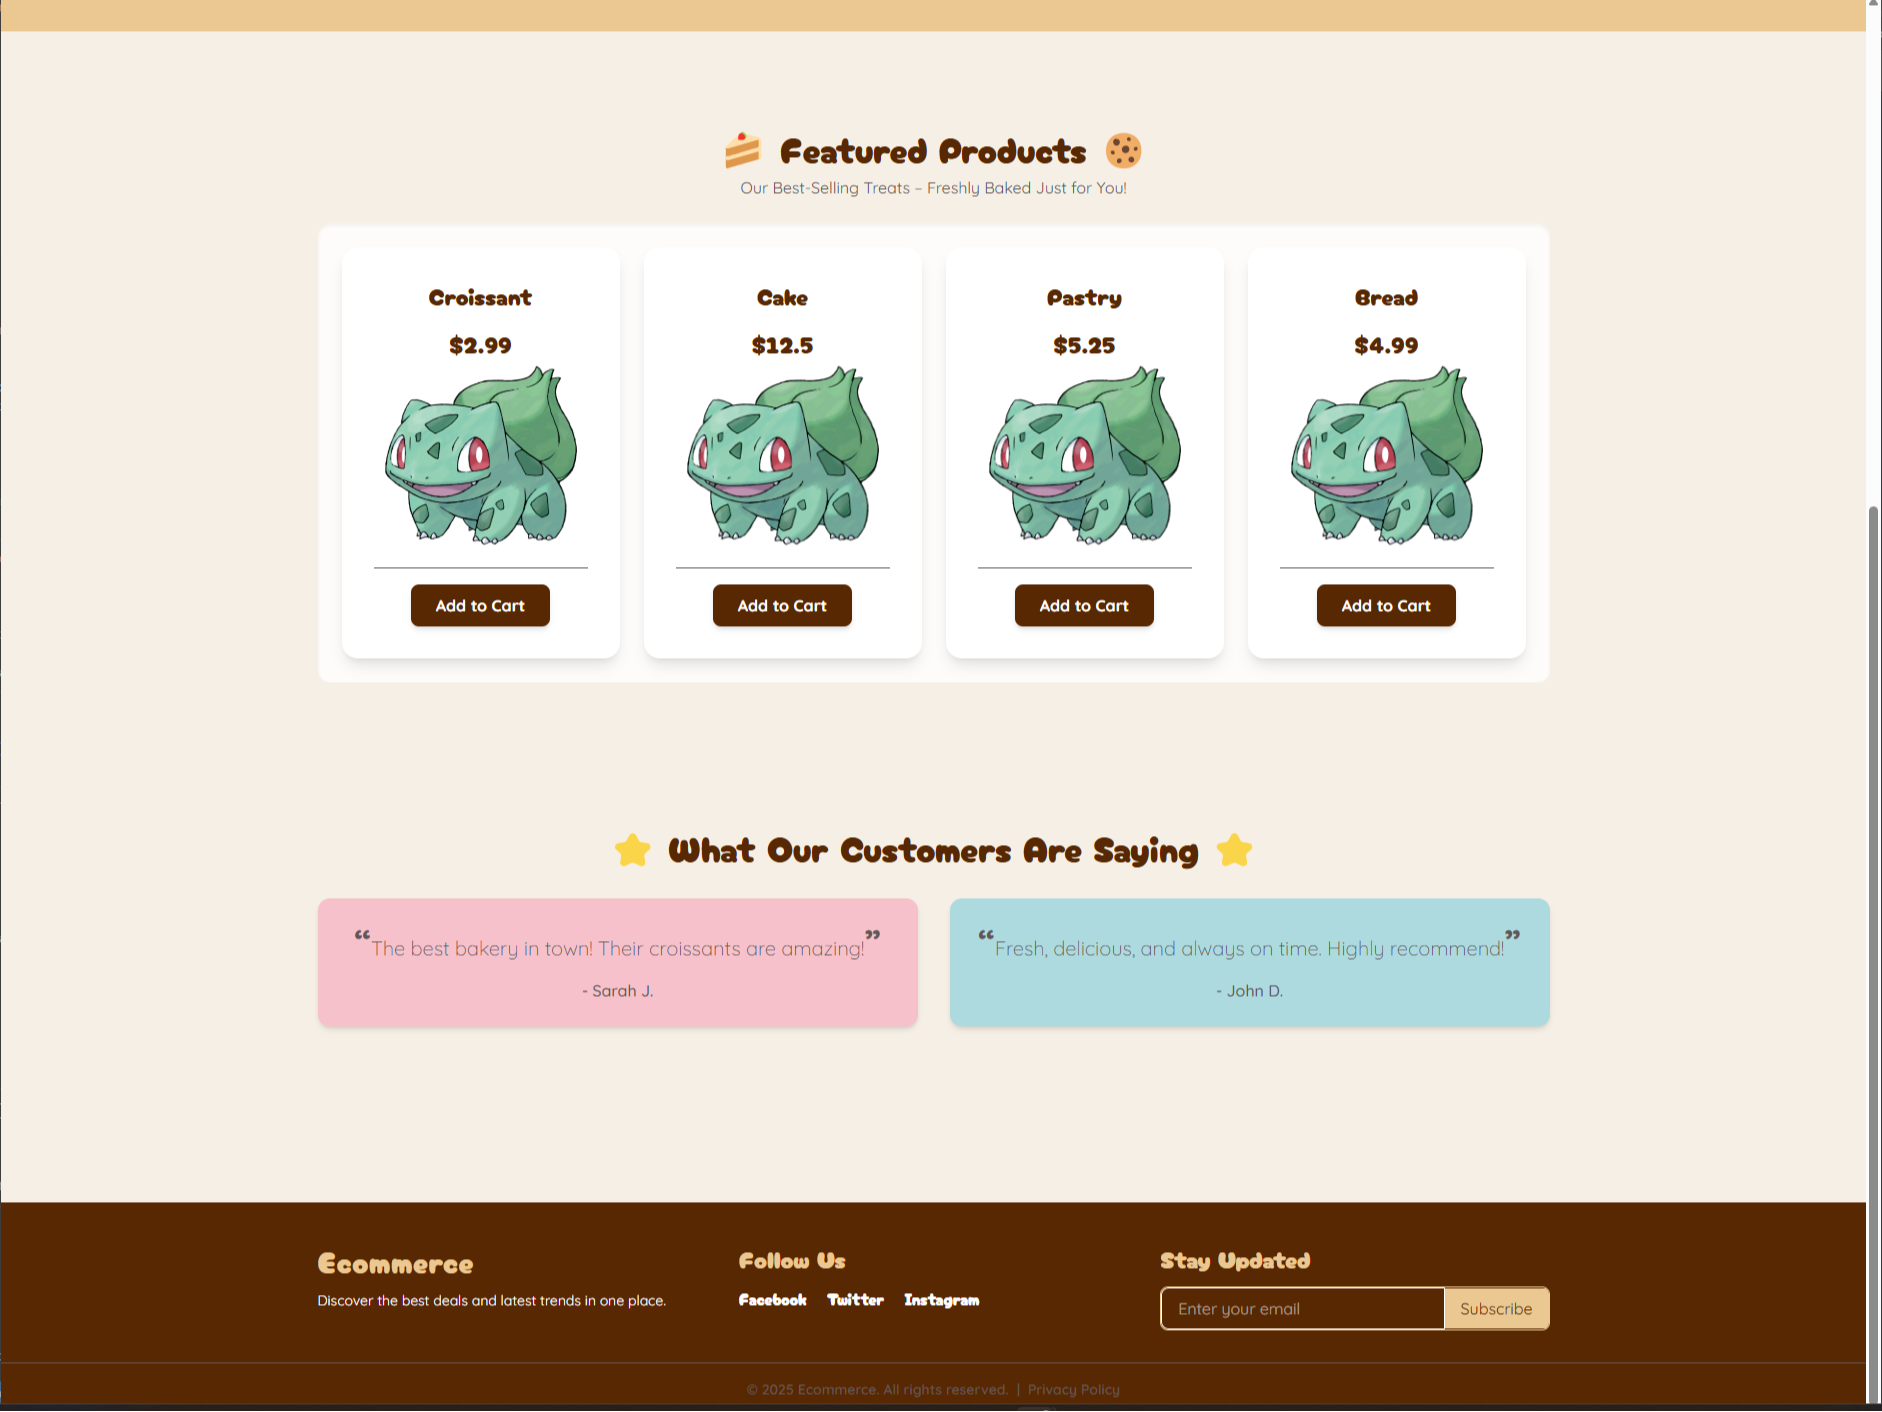 Featured Products
Our Best-Selling Treats – Freshly Baked Just for You!
Croissant
$2.99
Add to Cart
Cake
$12.5
Add to Cart
Pastry
$5.25
Add to Cart
Bread
$4.99
Add to Cart
What Our Customers Are Saying
“The best bakery in town! Their croissants are amazing!”
- Sarah J.
“Fresh, delicious, and always on time. Highly recommend!”
- John D.
Ecommerce
Discover the best deals and latest trends in one place.
Follow Us
Facebook Twitter Instagram
Stay Updated
Enter your email
Subscribe
© 2025 Ecommerce. All rights reserved. | Privacy Policy